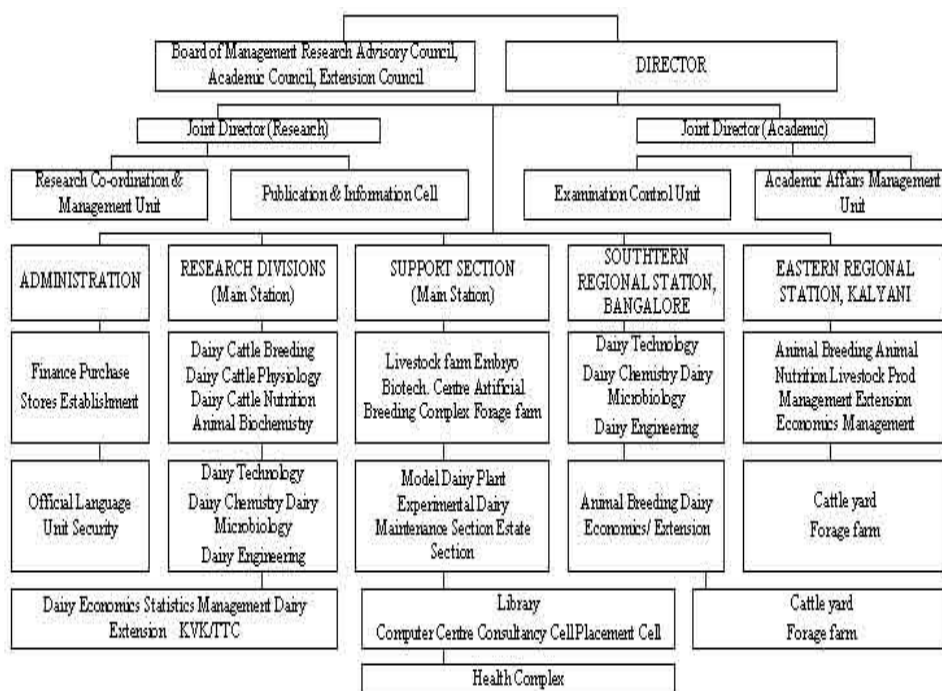 Board of Management Research Advisory Council,
Academic Council, Extension Council
DIRECTOR
Joint Director (Research)
Joint Director (Academic)
Research Co-ordination &
Management Unit
Publication & Information Cell
Examination Control Unit
Academic Affairs Management
Unit
ADMINISTRATION
RESEARCH DIVISIONS
(Main Station)
SUPPORT SECTION
(Main Station)
SOUTHTERN
REGIONAL STATION,
BANGALORE
EASTERN REGIONAL
STATION, KALYANI
Finance Purchase
Stores Establishment
Dairy Cattle Breeding
Dairy Cattle Physiology
Dairy Cattle Nutrition
Animal Biochemistry
Livestock farm Embryo
Biotech. Centre Artificial
Breeding Complex Forage farm
Dairy Technology
Dairy Chemistry Dairy
Microbiology
Dairy Engineering
Animal Breeding Animal
Nutrition Livestock Prod
Management Extension
Economics Management
Official Language
Unit Security
Dairy Technology
Dairy Chemistry Dairy
Microbiology
Dairy Engineering
Model Dairy Plant
Experimental Dairy
Maintenance Section Estate
Section
Animal Breeding Dairy
Economics/ Extension
Cattle yard
Forage farm
Dairy Economics Statistics Management Dairy
Extension KVK/TTC
Library
Computer Centre Consultancy Cell Placement Cell
Cattle yard
Forage farm
Health Complex